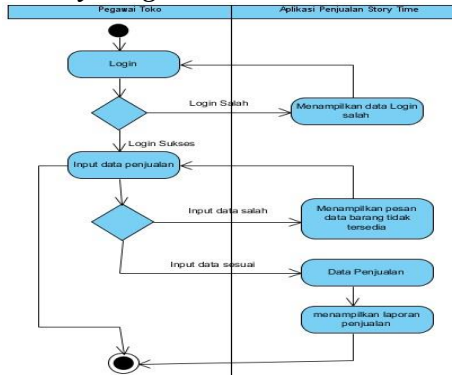 Pegawai Toko
Aplikasi Penjualan Story Time
Login
Login Salah
Menampilkan data Login
salah
Login Sukses
Input data penjualan
Input data salah
Menampilkan pesan
data barang tidak
tersedia
Input data sesuai
Data Penjualan
menampilkan laporan
penjualan